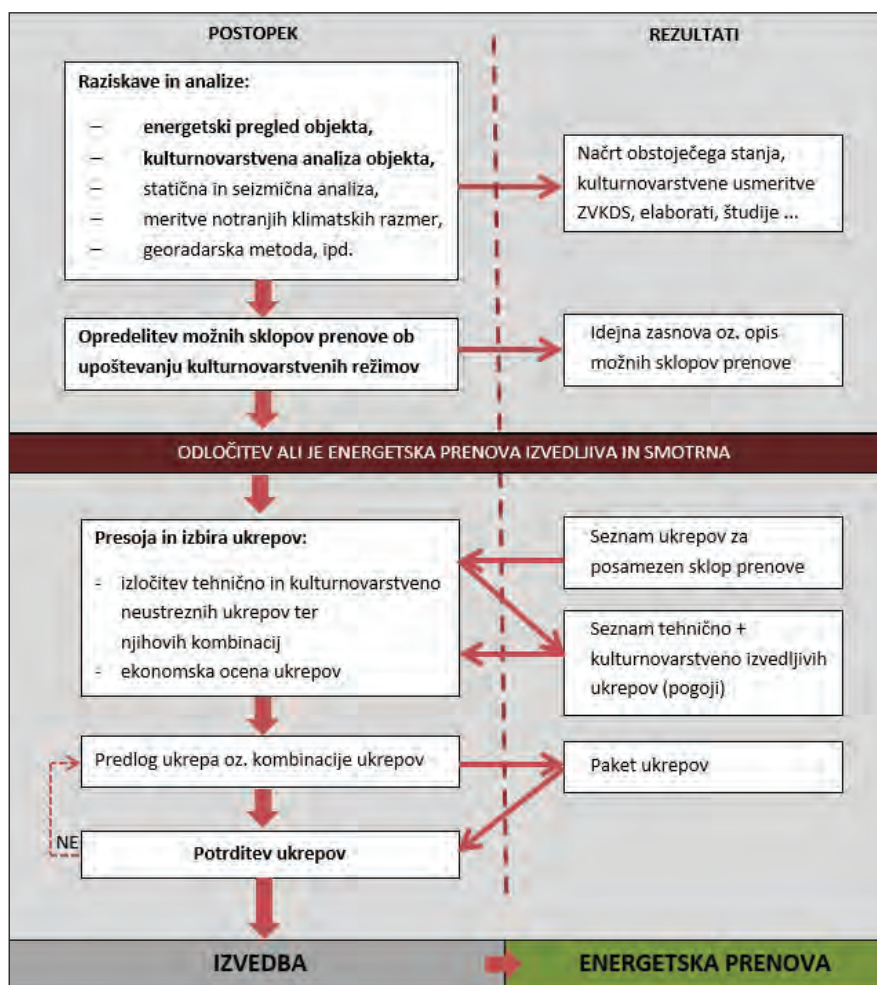 POSTOPEK
REZULTATI
Raziskave in analize:
– energetski pregled objekta,
– kulturnovarstvena analiza objekta,
– statična in seizmična analiza,
– meritve notranjih klimatskih razmer,
– georadarska metoda, ipd.
Načrt obstoječega stanja,
kulturnovarstvene usmeritve
ZVKDS, elaborati, študije ...
Opredelitev možnih sklopov prenove ob
upoštevanju kulturnovarstvenih režimov
Idejna zasnova oz. opis
možnih sklopov prenove
ODLOČITEV ALI JE ENERGETSKA PRENOVA IZVEDLJIVA IN SMOTRNA
Presoja in izbira ukrepov:
- izločitev tehnično in kulturnovarstveno
neustreznih ukrepov ter
njihovih kombinacij
- ekonomska ocena ukrepov
Seznam ukrepov za
posamezen sklop prenove
Seznam tehnično +
kulturnovarstveno izvedljivih
ukrepov (pogoji)
Predlog ukrepa oz. kombinacije ukrepov
Paket ukrepov
NE
Potrditev ukrepov
IZVEDBA
ENERGETSKA PRENOVA